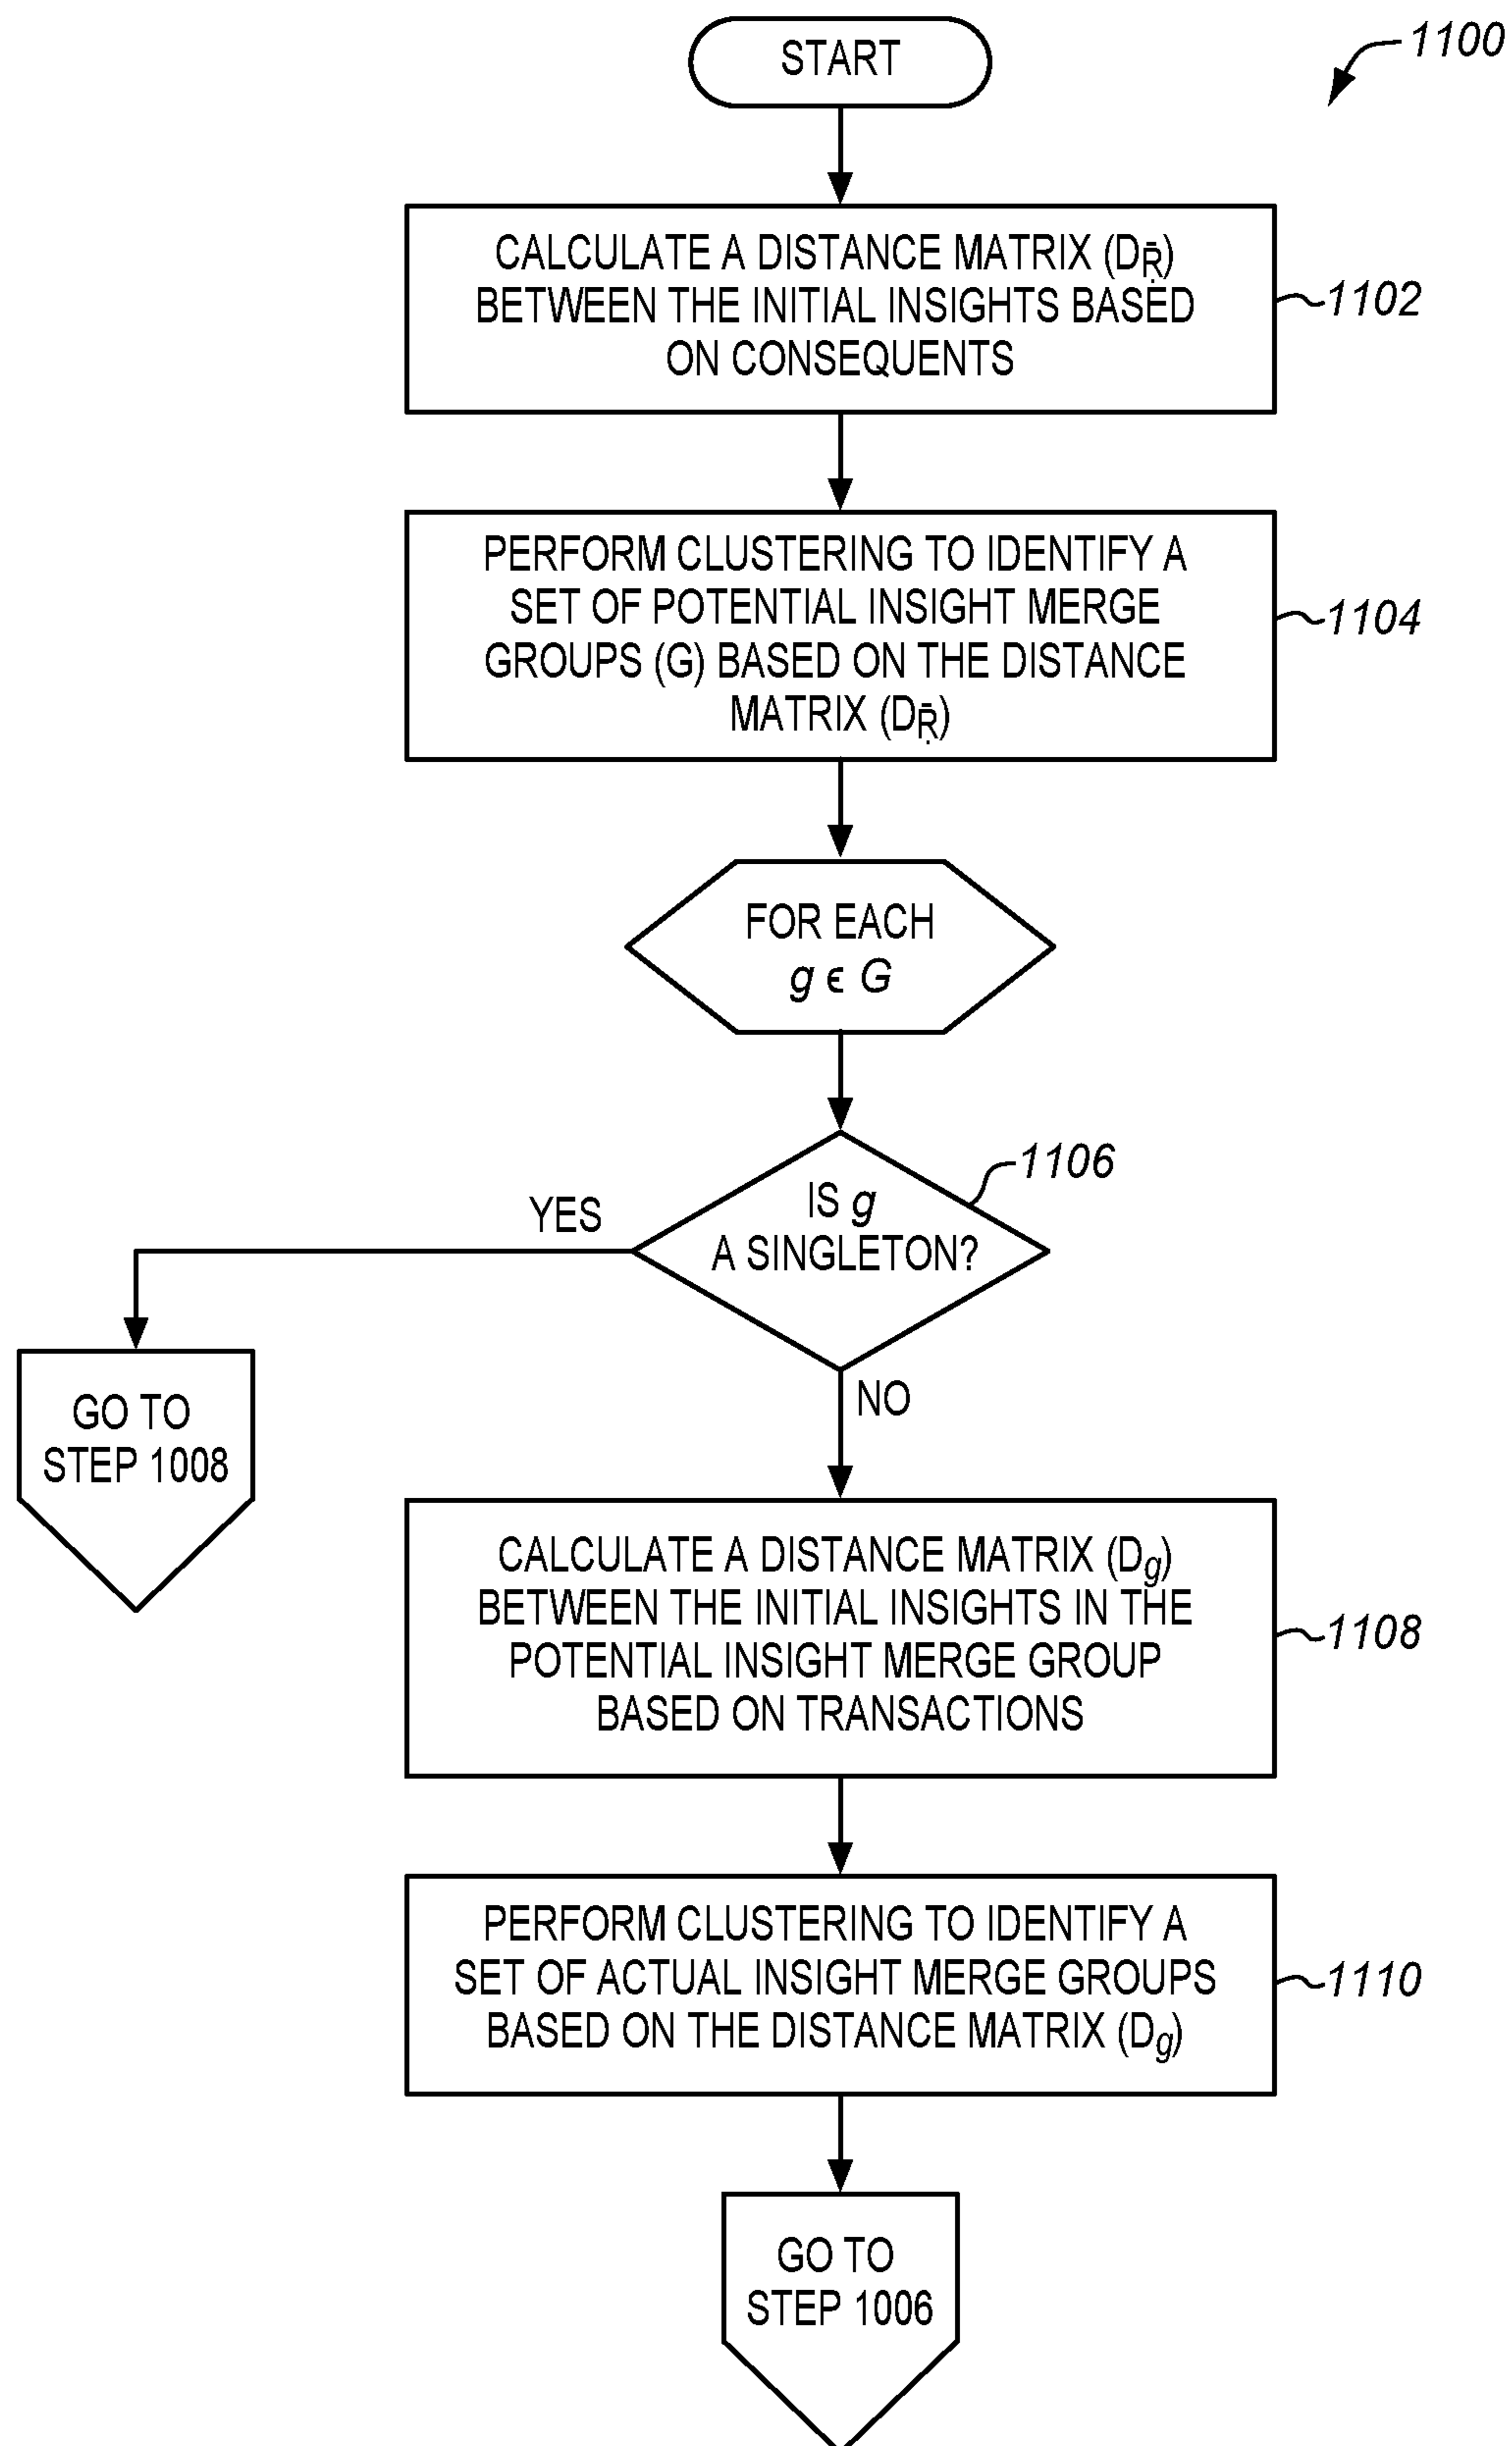 START
1100
CALCULATE A DISTANCE MATRIX (DṜ)
BETWEEN THE INITIAL INSIGHTS BASED
ON CONSEQUENTS
1102
PERFORM CLUSTERING TO IDENTIFY A
SET OF POTENTIAL INSIGHT MERGE
GROUPS (G) BASED ON THE DISTANCE
MATRIX (DṜ)
1104
FOR EACH
g ϵ G
1106
IS g
A SINGLETON?
YES
NO
GO TO
STEP 1008
CALCULATE A DISTANCE MATRIX (Dg)
BETWEEN THE INITIAL INSIGHTS IN THE
POTENTIAL INSIGHT MERGE GROUP
BASED ON TRANSACTIONS
1108
PERFORM CLUSTERING TO IDENTIFY A
SET OF ACTUAL INSIGHT MERGE GROUPS
BASED ON THE DISTANCE MATRIX (Dg)
1110
GO TO
STEP 1006